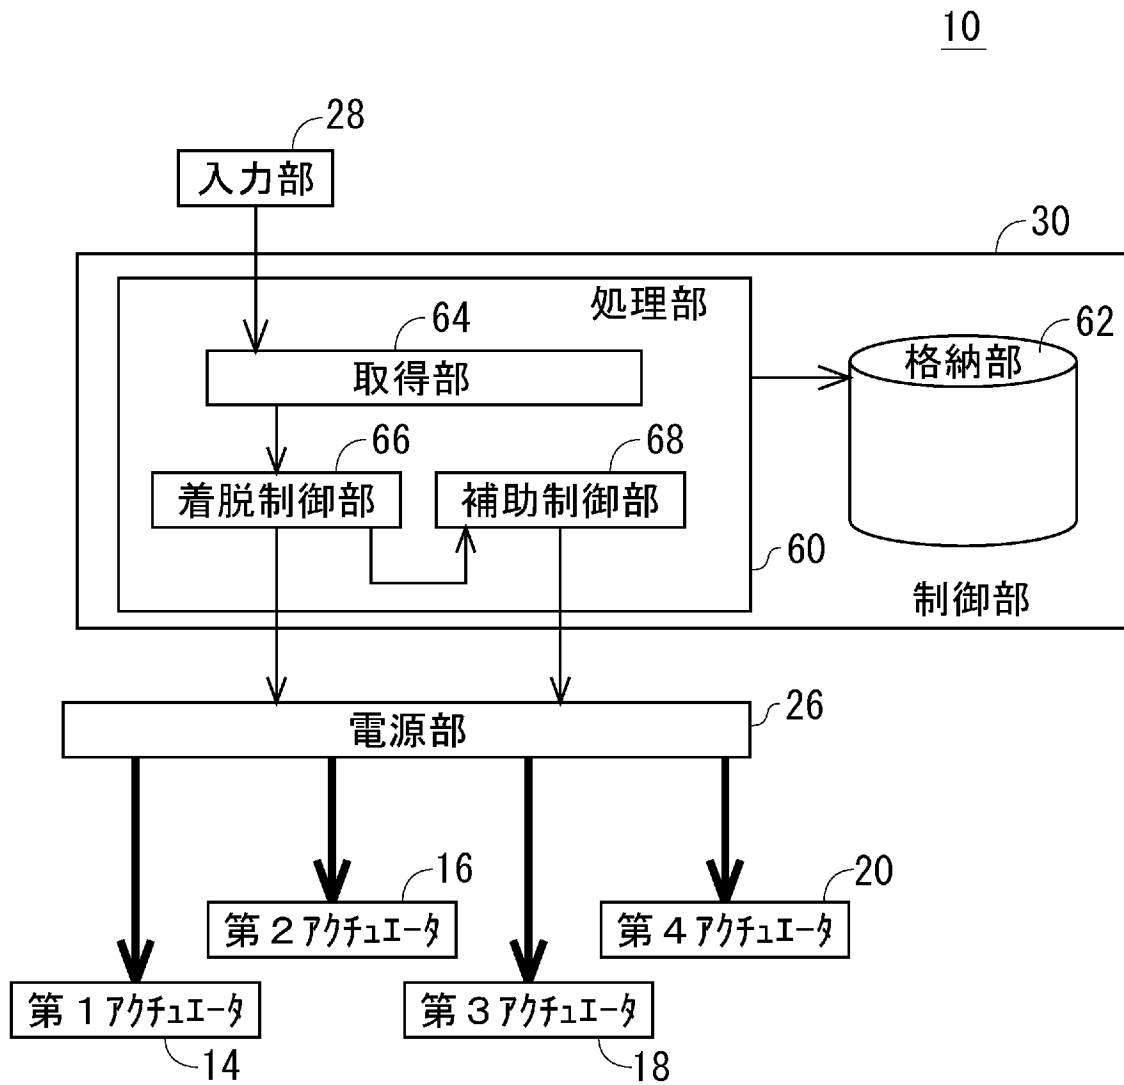 10
28
入力部
30
処理部
64
取得部
62
格納部
66
着脱制御部
68
補助制御部
60
制御部
26
電源部
16
第2アクチュエータ
20
第4アクチュエータ
第1アクチュエータ
14
第3アクチュエータ
18